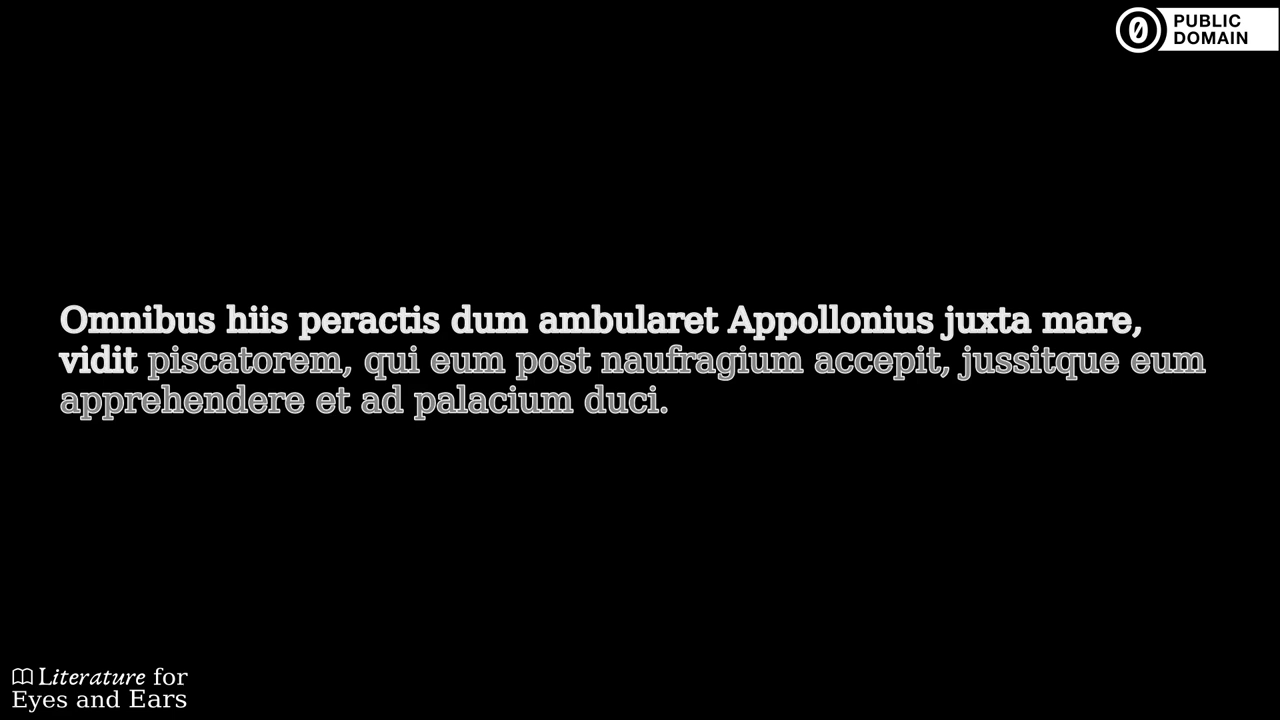 PUBLIC
DOMAIN
Omnibus hiis peractis dum ambularet Appollonius juxta mare,
vidit piscatorem, qui eum post naufragium accepit, jussitque eum
apprehendere et ad palacium duci.
Literature for
Eyes and Ears